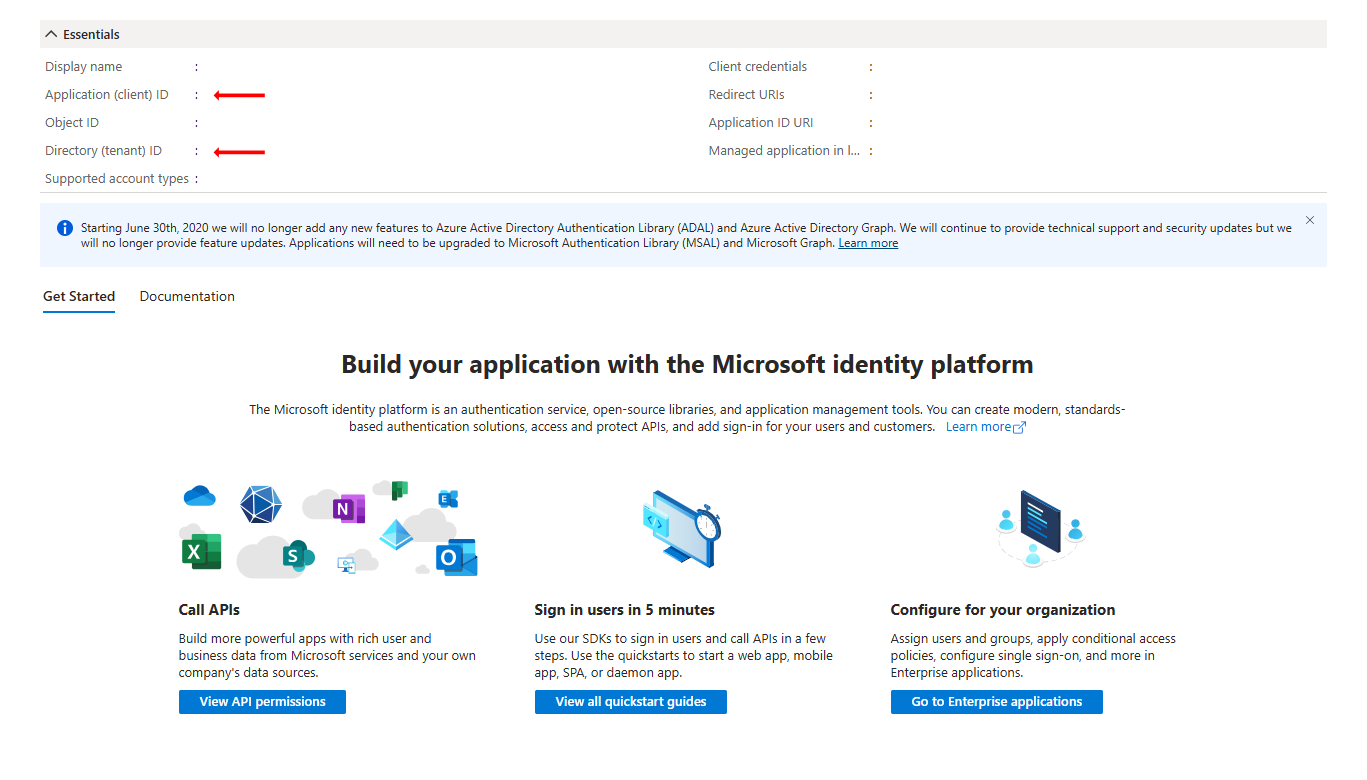 Essentials
Display name :
Application (client) ID :
Object ID :
Directory (tenant) ID :
Supported account types :
Client credentials :
Redirect URIs :
Application ID URI :
Managed application in l... :
Starting June 30th, 2020 we will no longer add any new features to Azure Active Directory Authentication Library (ADAL) and Azure Active Directory Graph. We will continue to provide technical support and security updates but we
will no longer provide feature updates. Applications will need to be upgraded to Microsoft Authentication Library (MSAL) and Microsoft Graph. Learn more
Get Started Documentation
Build your application with the Microsoft identity platform
The Microsoft identity platform is an authentication service, open-source libraries, and application management tools. You can create modern, standards-
based authentication solutions, access and protect APIs, and add sign-in for your users and customers. Learn more
N
E
X
S
O
Call APIs
Build more powerful apps with rich user and
business data from Microsoft services and your own
company's data sources.
View API permissions
Sign in users in 5 minutes
Use our SDKs to sign in users and call APIs in a few
steps. Use the quickstarts to start a web app, mobile
app, SPA, or daemon app.
View all quickstart guides
Configure for your organization
Assign users and groups, apply conditional access
policies, configure single sign-on, and more in
Enterprise applications.
Go to Enterprise applications